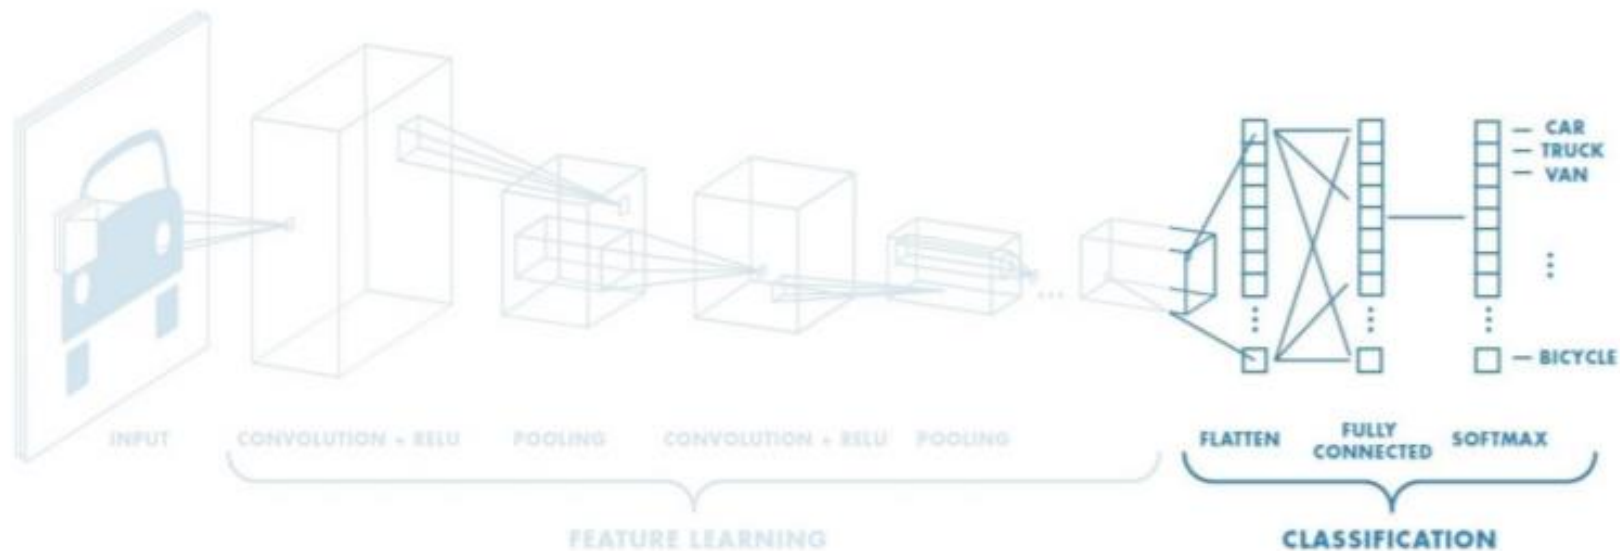 CAR
TRUCK
VAN
BICYCLE
INPUT
CONVOLUTION + RELU
POOLING
CONVOLUTION + RELU
POOLING
FLATTEN
FULLY
CONNECTED
SOFTMAX
FEATURE LEARNING
CLASSIFICATION